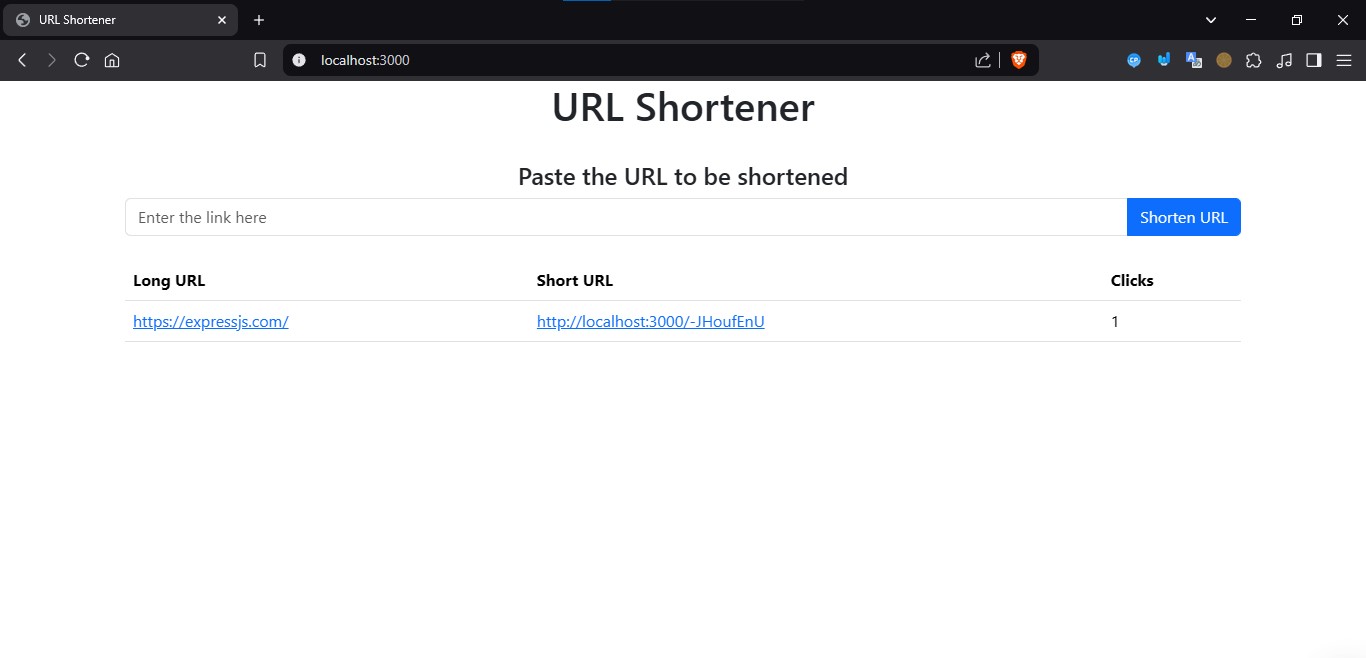 URL Shortener
localhost:3000
URL Shortener
Paste the URL to be shortened
Enter the link here Shorten URL
Long URL Short URL Clicks
https://expressjs.com/ http://localhost:3000/-JHoufEnU 1